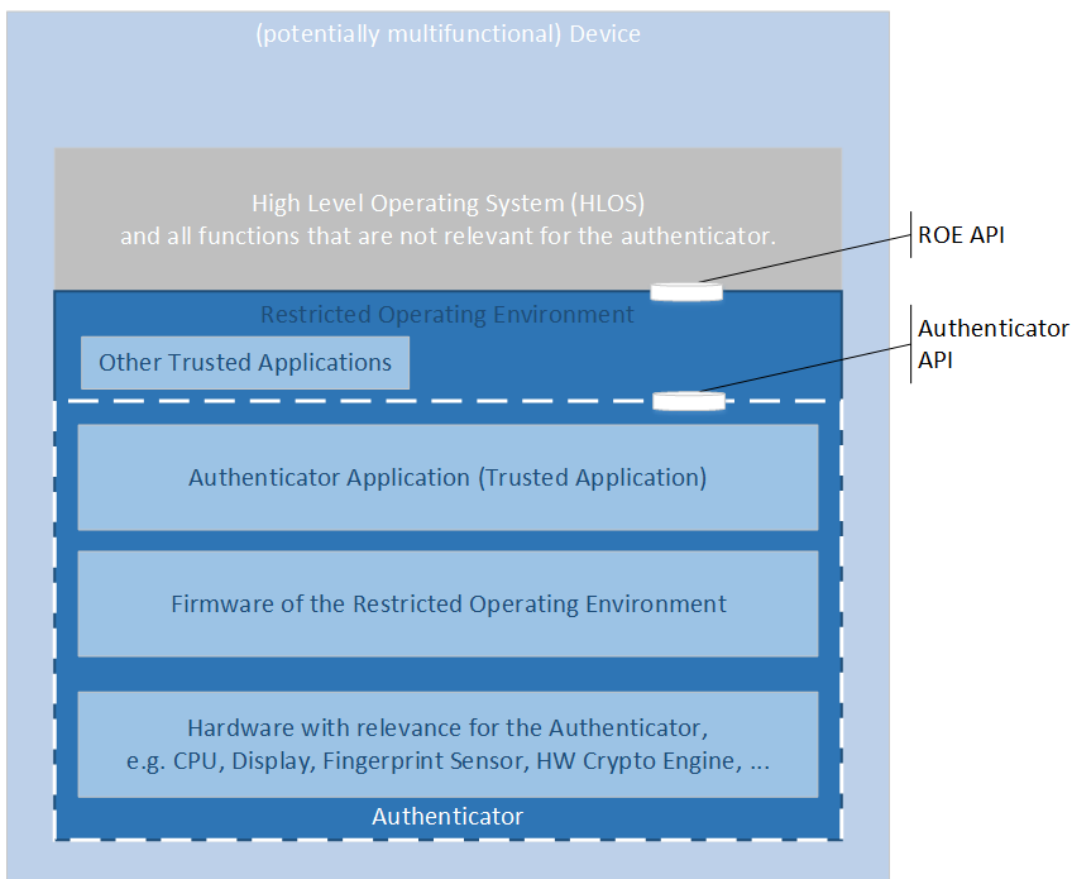 (potentially multifunctional) Device
High Level Operating System (HLOS)
and all functions that are not relevant for the authenticator.
ROE API
Restricted Operating Environment
Authenticator
API
Other Trusted Applications
Authenticator Application (Trusted Application)
Firmware of the Restricted Operating Environment
Hardware with relevance for the Authenticator,
e.g. CPU, Display, Fingerprint Sensor, HW Crypto Engine, ...
Authenticator